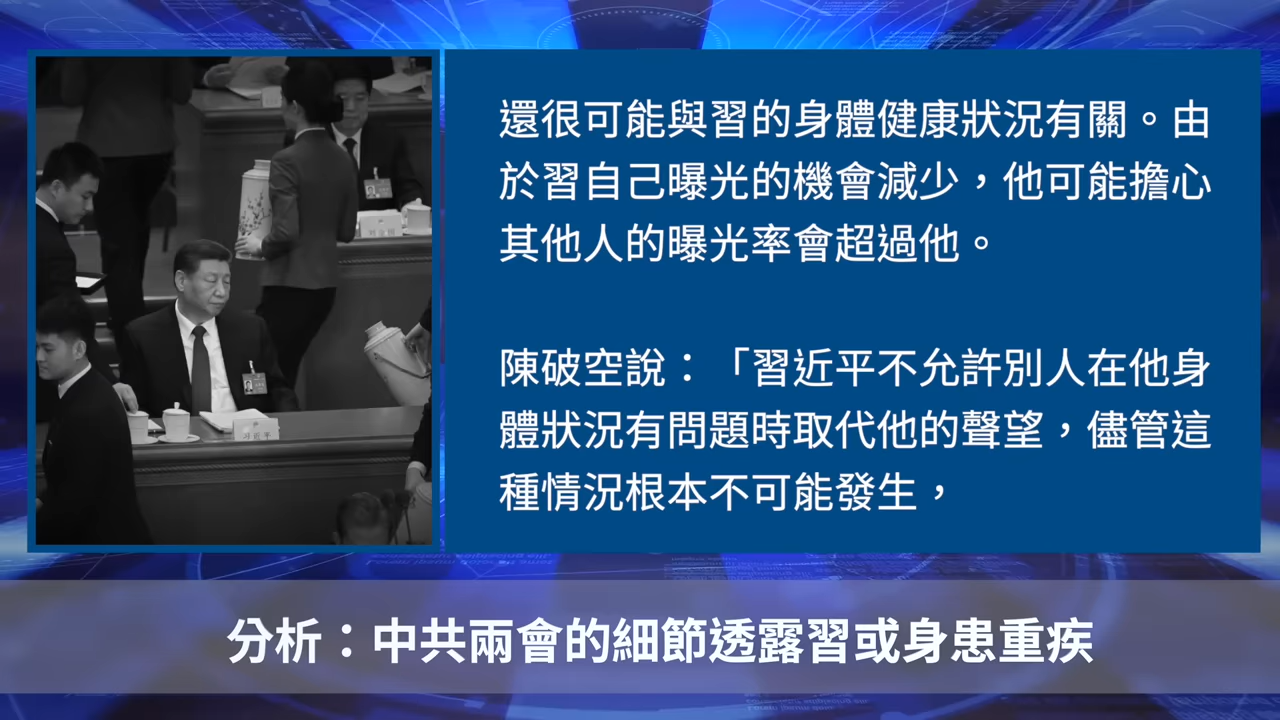 還很可能與習的身體健康狀況有關。由
於習自己曝光的機會減少，他可能擔心
其他人的曝光率會超過他。
陳破空說：「習近平不允許別人在他身
體狀況有問題時取代他的聲望，儘管這
種情況根本不可能發生，
习近平
分析：中共兩會的細節透露習或身患重疾